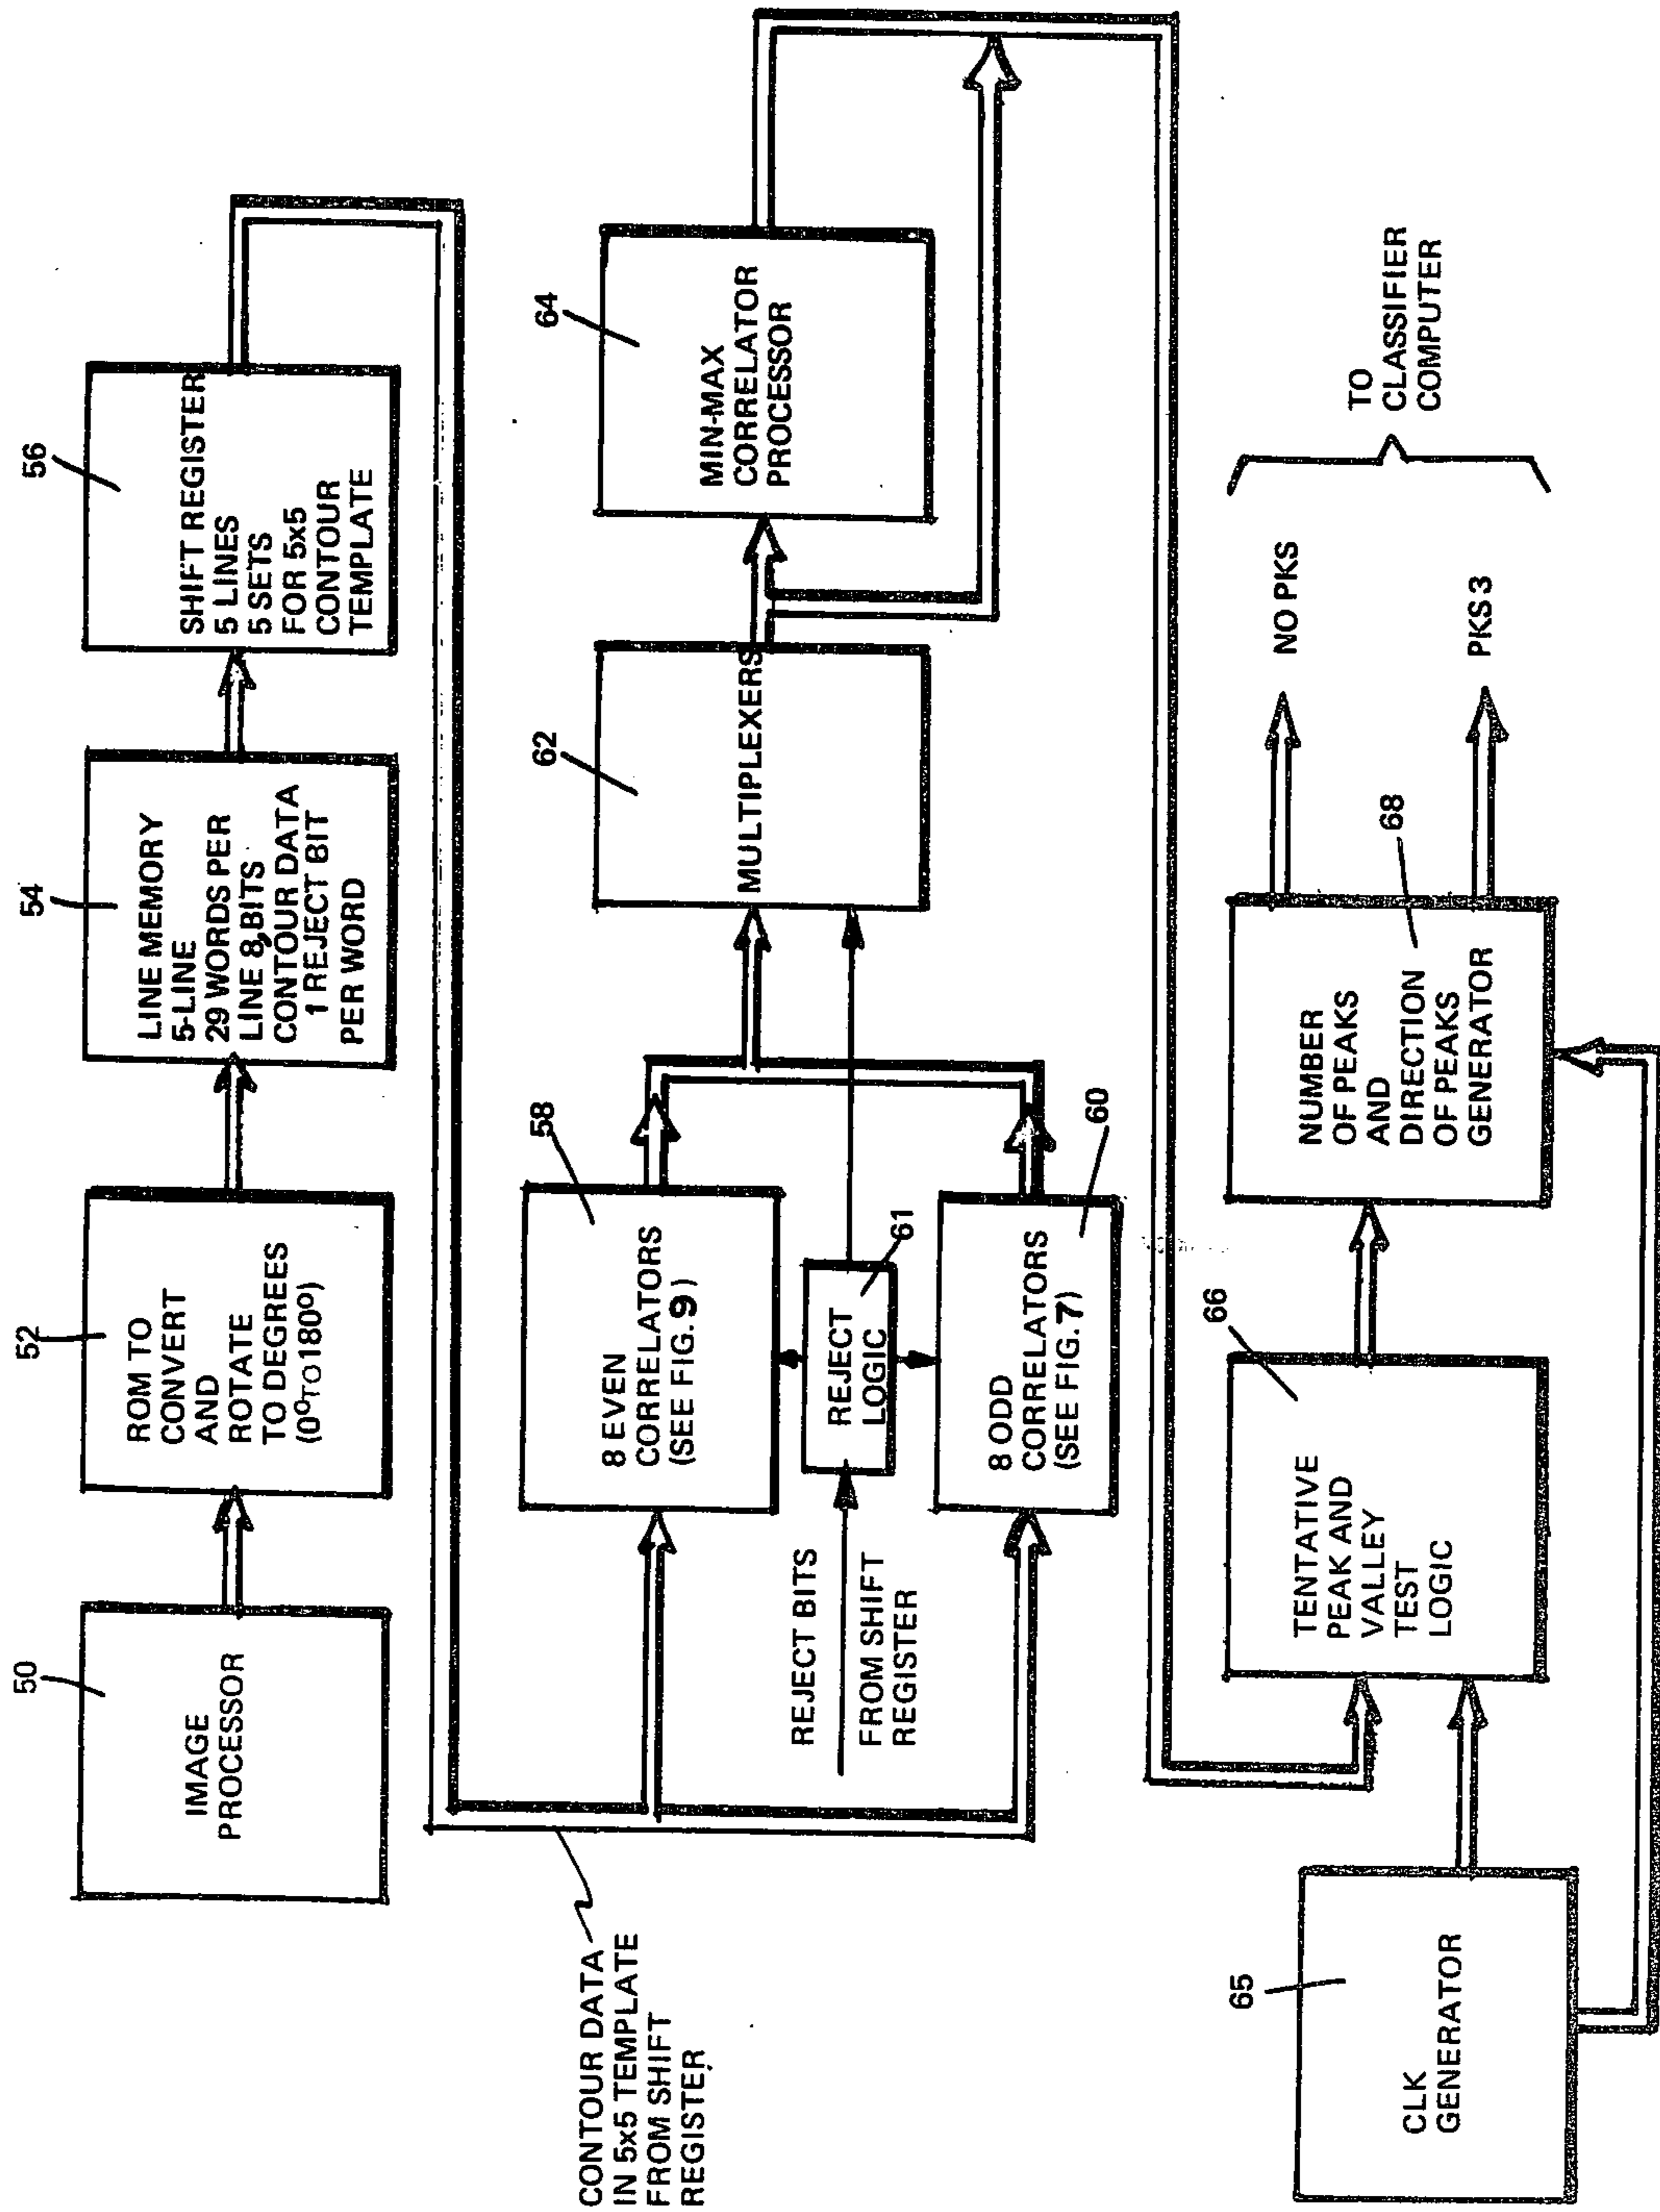 50
IMAGE
PROCESSOR
52
ROM TO
CONVERT
AND
ROTATE
TO DEGREES
(0° TO 180°)
54
LINE MEMORY
5-LINE
29 WORDS PER
LINE 8, BITS
CONTOUR DATA
1 REJECT BIT
PER WORD
56
SHIFT REGISTER
5 LINES
5 SETS
FOR 5x5
CONTOUR
TEMPLATE
CONTOUR DATA
IN 5x5 TEMPLATE
FROM SHIFT
REGISTER
58
8 EVEN
CORRELATORS
(SEE FIG. 9)
REJECT BITS
FROM SHIFT
REGISTER
61
REJECT
LOGIC
60
8 ODD
CORRELATORS
(SEE FIG. 7)
62
MULTIPLEXERS
64
MIN-MAX
CORRELATOR
PROCESSOR
65
CLK
GENERATOR
66
TENTATIVE
PEAK AND
VALLEY
TEST
LOGIC
68
NUMBER
OF PEAKS
AND
DIRECTION
OF PEAKS
GENERATOR
NO PKS
PKS 3
TO
CLASSIFIER
COMPUTER